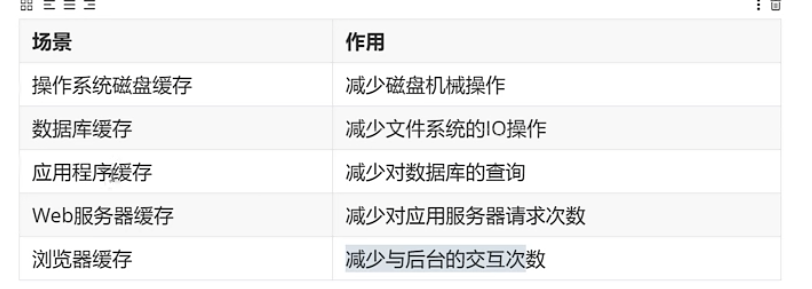 场景 作用
操作系统磁盘缓存 减少磁盘机械操作
数据库缓存 减少文件系统的IO操作
应用程序缓存 减少对数据库的查询
Web服务器缓存 减少对应用服务器请求次数
浏览器缓存 减少与后台的交互次数